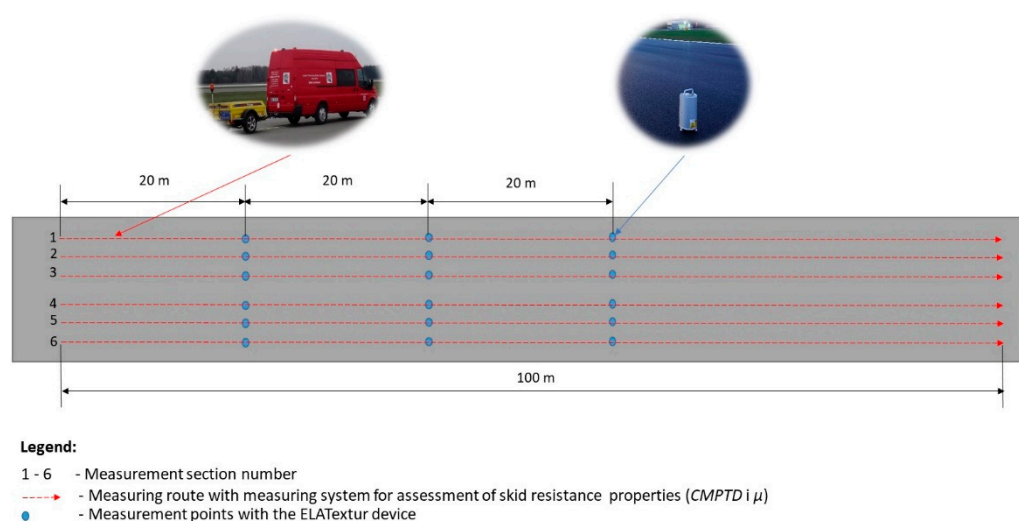 20 m
20 m
20 m
1
2
3
4
5
6
100 m
Legend:
1 - 6 - Measurement section number
- Measuring route with measuring system for assessment of skid resistance properties (CMPTD i μ)
- Measurement points with the ELATextur device